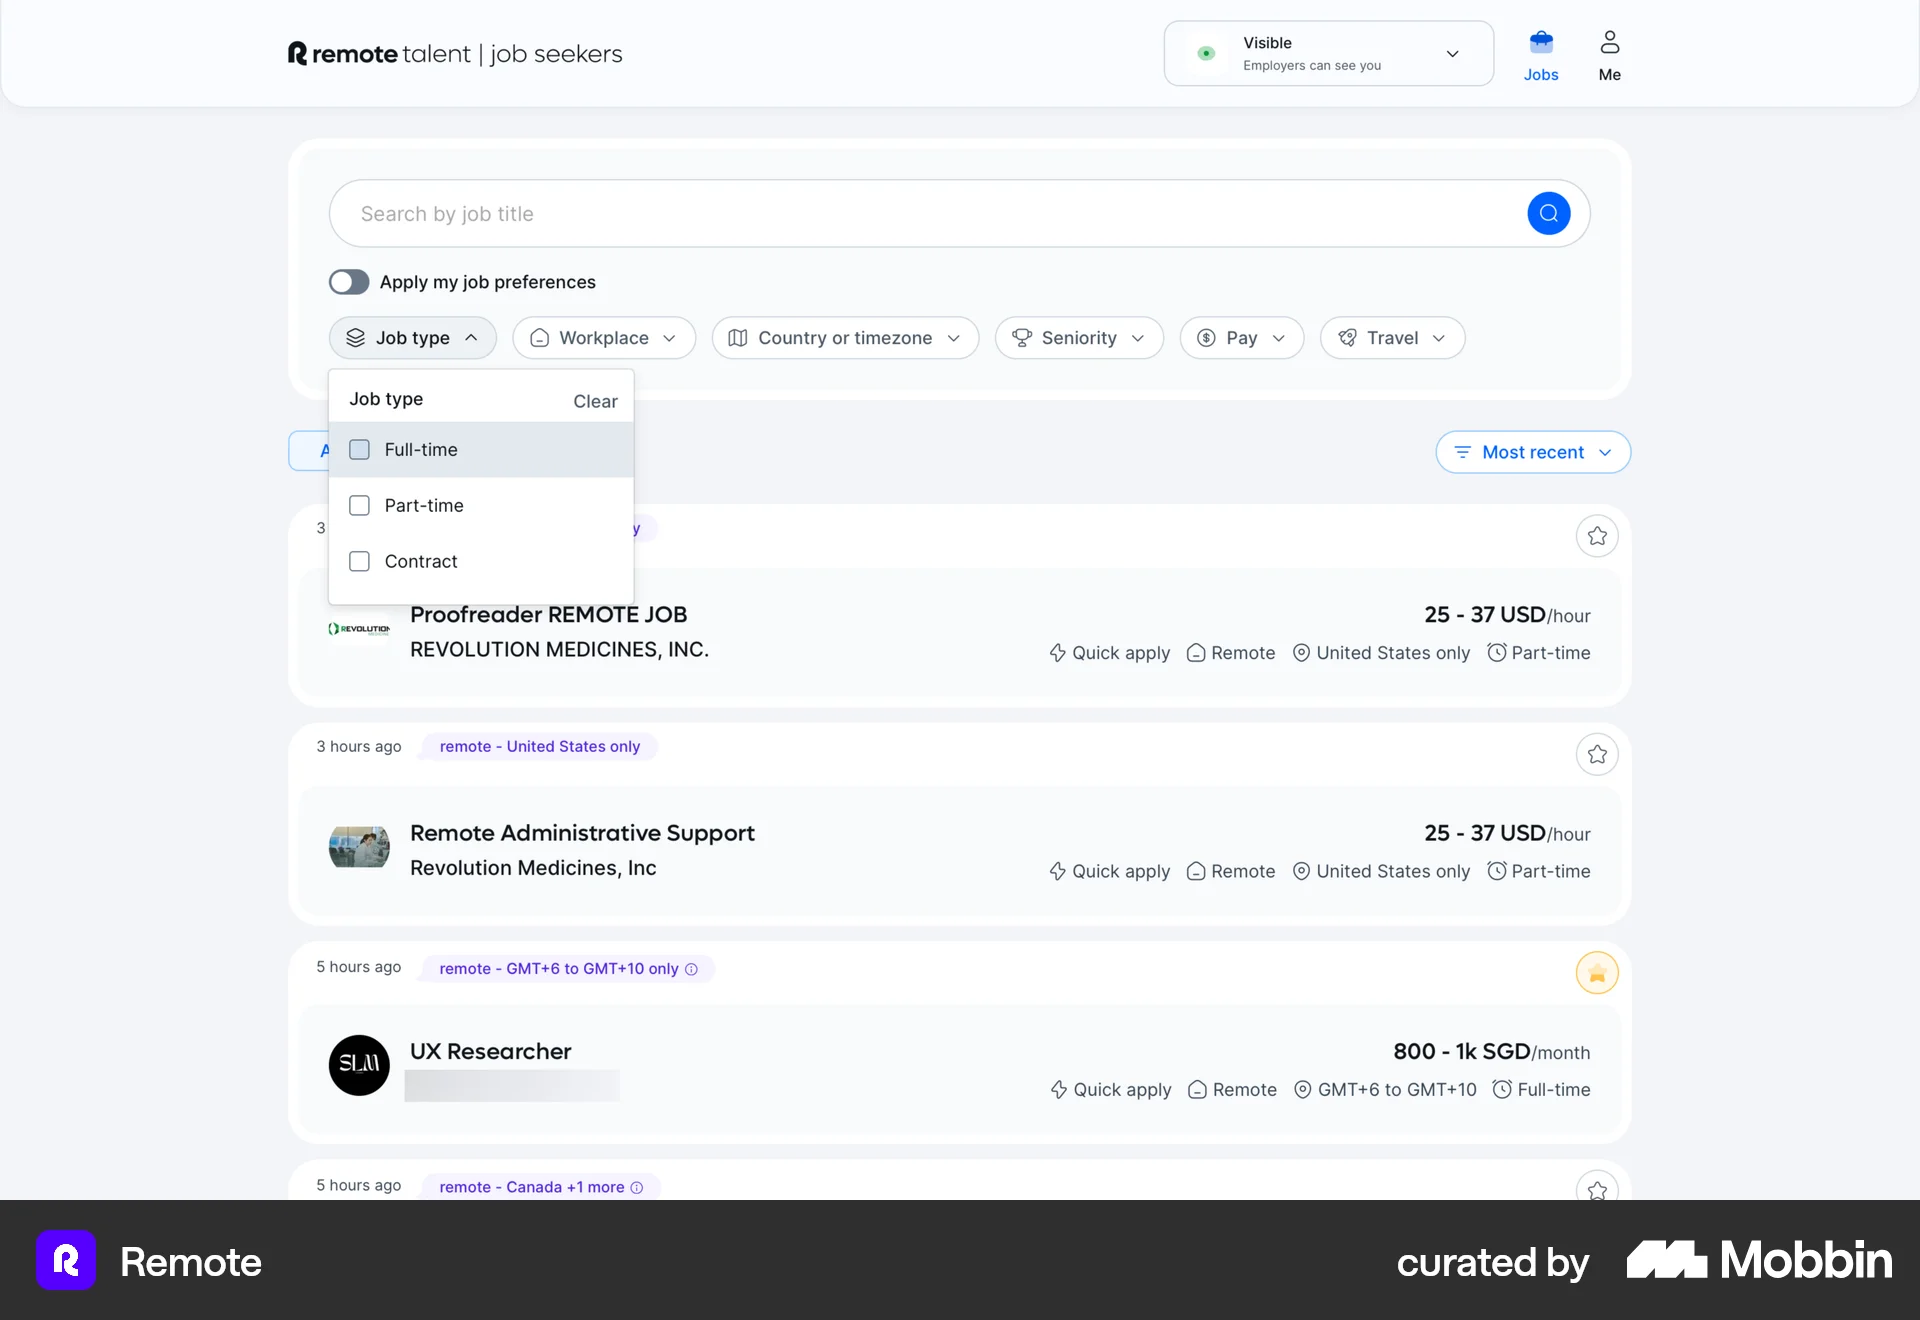 remote talent | job seekers
Visible
Employers can see you
Jobs
Me
Search by job title
Apply my job preferences
Job type
Workplace
Country or timezone
Seniority
Pay
Travel
Job type
Clear
Full-time
Part-time
Contract
A
Most recent
3
y
REVOLUTION
Proofreader REMOTE JOB
REVOLUTION MEDICINES, INC.
25 - 37 USD/hour
Quick apply Remote United States only Part-time
3 hours ago
remote - United States only
Remote Administrative Support
Revolution Medicines, Inc
25 - 37 USD/hour
Quick apply Remote United States only Part-time
5 hours ago
remote - GMT+6 to GMT+10 only
SLM
UX Researcher
800 - 1k SGD/month
Quick apply Remote GMT+6 to GMT+10 Full-time
5 hours ago
remote - Canada +1 more
Remote
curated by Mobbin